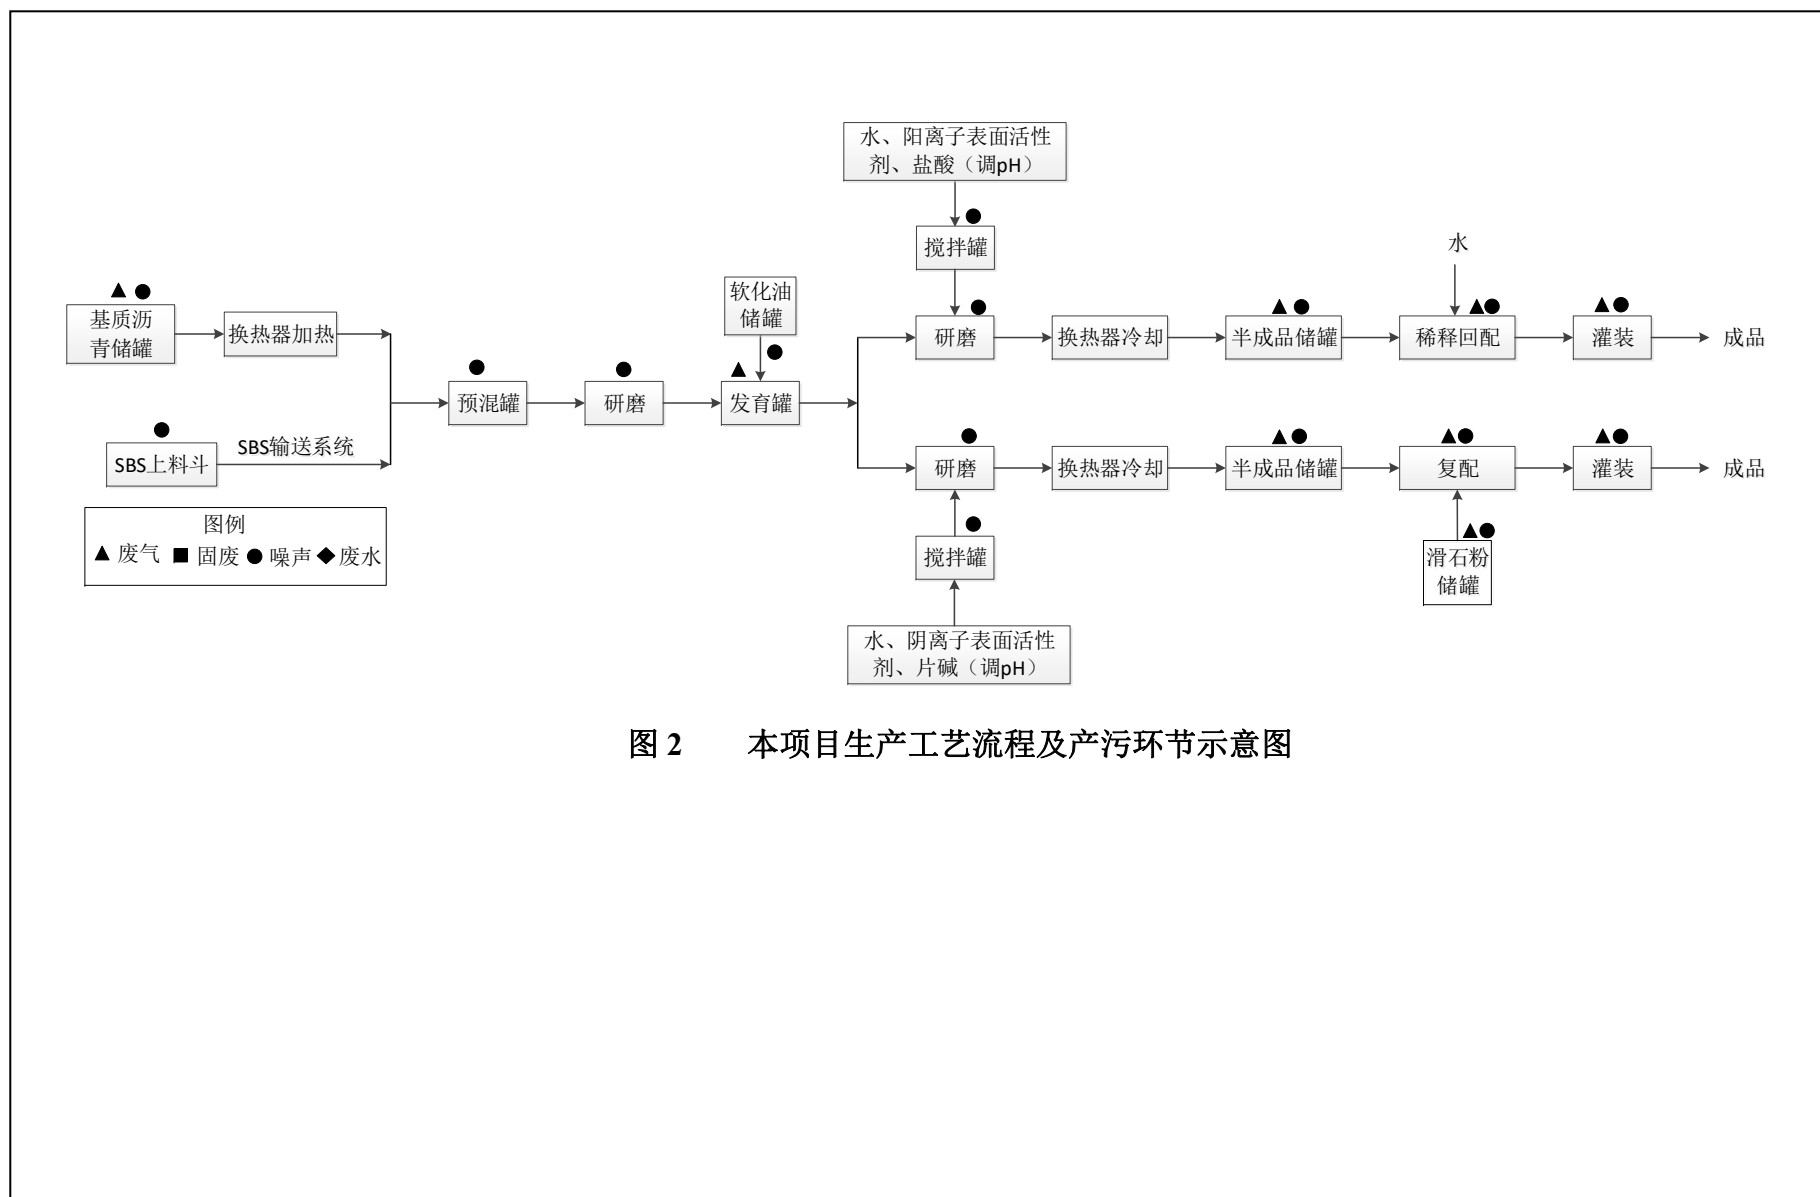 水、阳离子表面活性
剂、盐酸（调pH）
搅拌罐
水
软化油
储罐
基质沥
青储罐
换热器加热
研磨
换热器冷却
半成品储罐
稀释回配
灌装
成品
预混罐
研磨
发育罐
SBS上料斗
SBS输送系统
研磨
换热器冷却
半成品储罐
复配
灌装
成品
图例
▲ 废气 ■ 固废 ● 噪声 ◆ 废水
搅拌罐
滑石粉
储罐
水、阴离子表面活性
剂、片碱（调pH）
图 2 本项目生产工艺流程及产污环节示意图